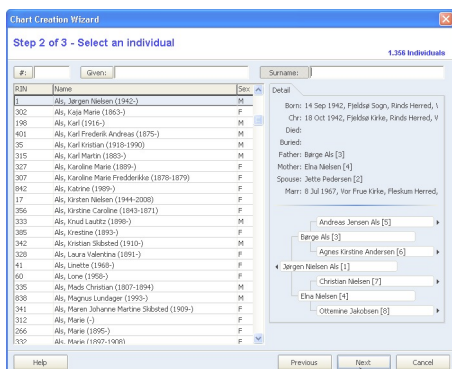 Chart Creation Wizard
Step 2 of 3 - Select an individual
1.356 Individuals
#: Given: Surname:
RIN Name Sex
1 Als, Jørgen Nielsen (1942-) M
302 Als, Kaja Marie (1863-) F
198 Als, Karl (1916-) M
401 Als, Karl Frederik Andreas (1875-) M
35 Als, Karl Kristian (1918-1990) M
315 Als, Karl Martin (1883-) M
327 Als, Karoline Marie (1889-) F
307 Als, Karoline Marie Fredderikke (1878-1879) F
842 Als, Katrine (1989-) F
17 Als, Kirsten Nielsen (1944-2008) F
356 Als, Kirstine Caroline (1843-1871) F
333 Als, Knud Lautitz (1898-) M
385 Als, Krestine (1893-) F
342 Als, Kristian Skibsted (1910-) M
328 Als, Laura Valentina (1891-) F
41 Als, Linette (1968-) F
60 Als, Lone (1958-) F
335 Als, Mads Christian (1807-1894) M
838 Als, Magnus Lundager (1993-) M
341 Als, Maren Johanne Martine Skibsted (1909-) F
312 Als, Marie (-) F
266 Als, Marie (1895-) F
332 Als, Marie (1897-1908) F
Detail
Born: 14 Sep 1942, Fjeldsø Sogn, Rinds Herred, V
Chr: 18 Oct 1942, Fjeldsø Kirke, Rinds Herred, V
Died:
Buried:
Father: Børge Als [3]
Mother: Elna Nielsen [4]
Spouse: Jette Pedersen [2]
Marr: 8 Jul 1967, Vor Frue Kirke, Fleskum Herred,
Andreas Jensen Als [5]
Børge Als [3]
Agnes Kirstine Andersen [6]
Jørgen Nielsen Als [1]
Christian Nielsen [7]
Elna Nielsen [4]
Ottemine Jakobsen [8]
Help Previous Next Cancel